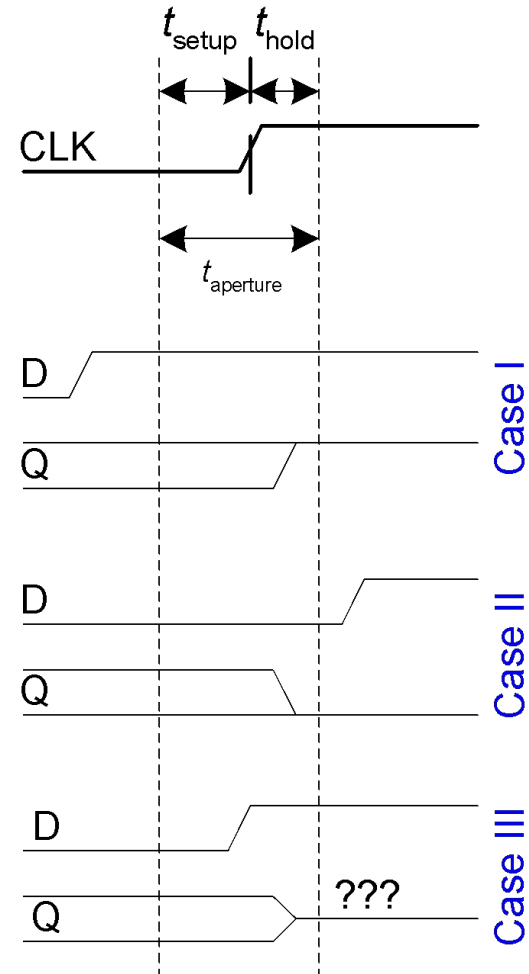 tsetup thold
CLK
taperture
D
Q
Case I
D
Q
Case II
D
Q
???
Case III